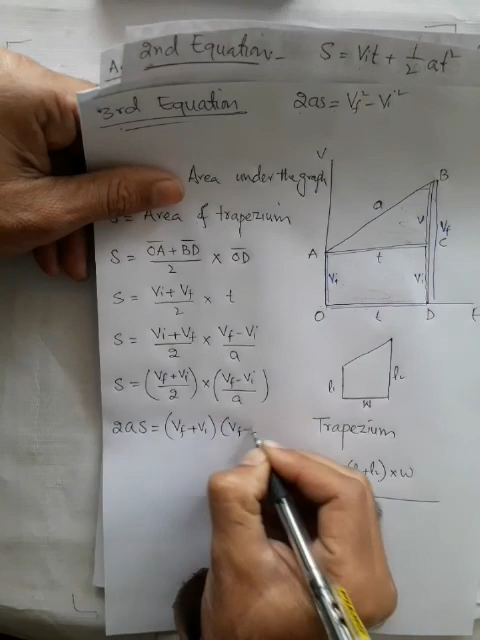 A.
2nd Equation - S = Vit + 1/2 at²
3rd Equation 2as = Vf² - Vi²
Area under the graph
S = Area of trapezium
S = (OA + BD)/2 × OD
S = (Vi + Vf)/2 × t
S = (Vi + Vf)/2 × (Vf - Vi)/a
S = ((Vf + Vi)/2) × ((Vf - Vi)/a)
2as = (Vf + Vi) (Vf -
V
B
a
V
Vf
A
C
t
Vi
Vi
O
t
D
t
l₁
l₂
W
Trapezium
l₂) × W